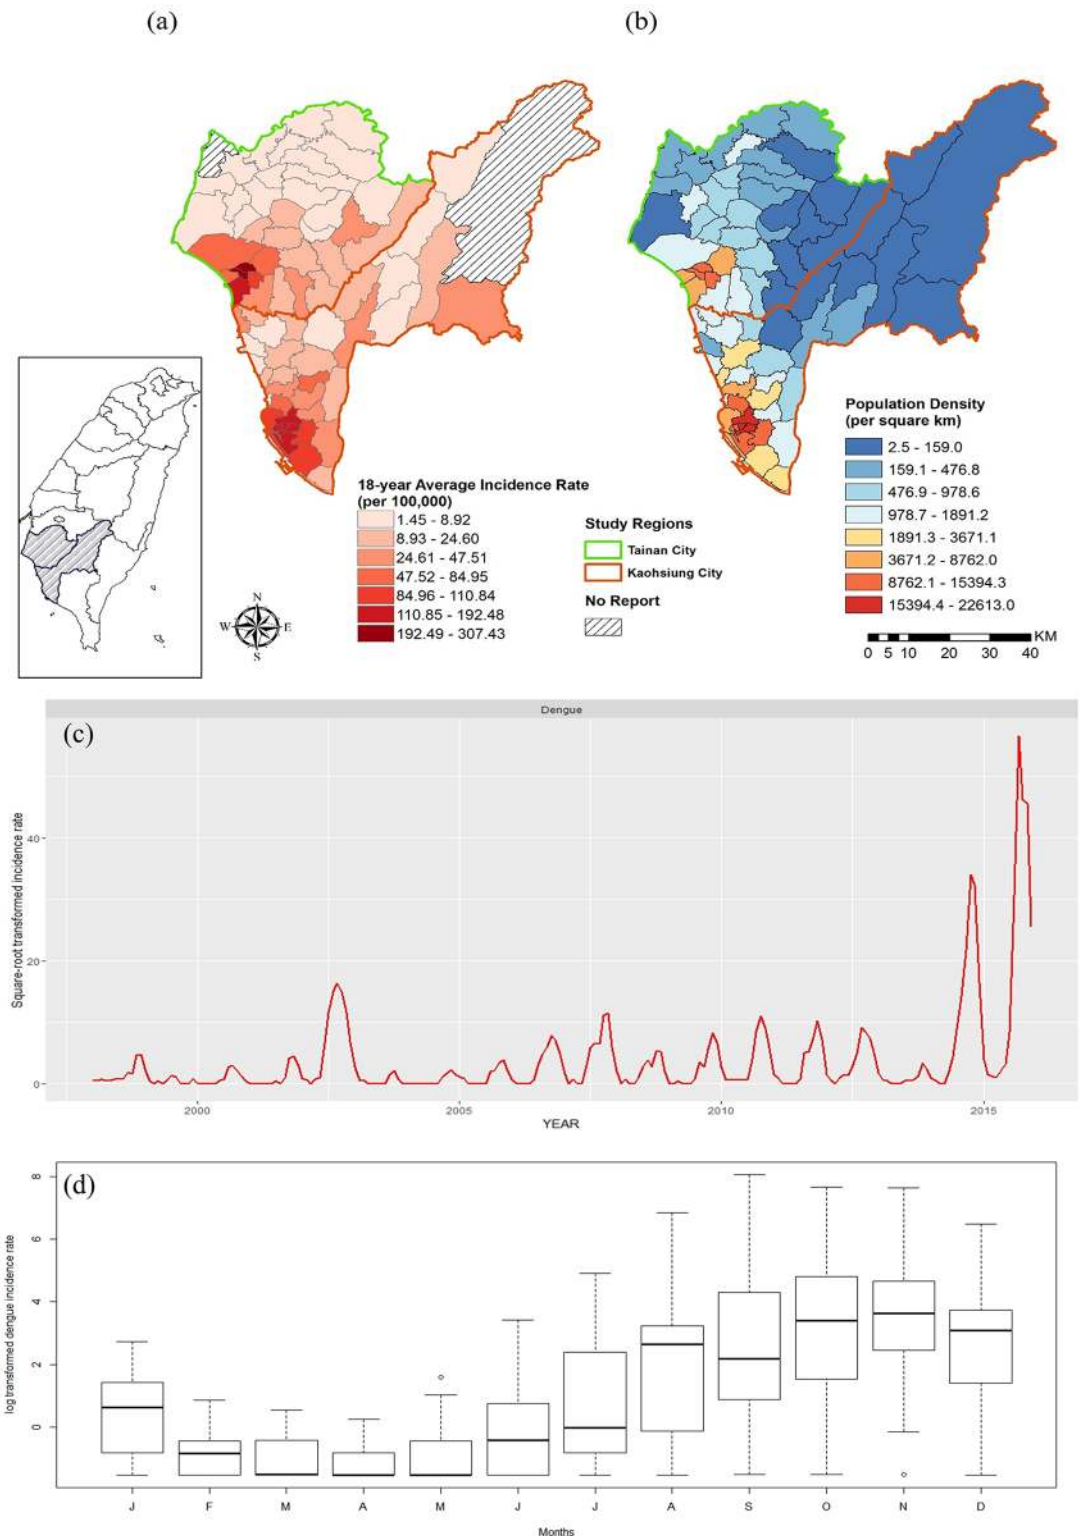 (a)
(b)
18-year Average Incidence Rate
(per 100,000)
1.45 - 8.92
8.93 - 24.60
24.61 - 47.51
47.52 - 84.95
84.96 - 110.84
110.85 - 192.48
192.49 - 307.43
N
W E
S
Study Regions
Tainan City
Kaohsiung City
No Report
Population Density
(per square km)
2.5 - 159.0
159.1 - 476.8
476.9 - 978.6
978.7 - 1891.2
1891.3 - 3671.1
3671.2 - 8762.0
8762.1 - 15394.3
15394.4 - 22613.0
KM
0 5 10 20 30 40
Dengue
(c)
Square-root transformed incidence rate
40
20
0
2000 2005 2010 2015
YEAR
(d)
log transformed dengue incidence rate
8
6
4
2
0
J F M A M J J A S O N D
Months